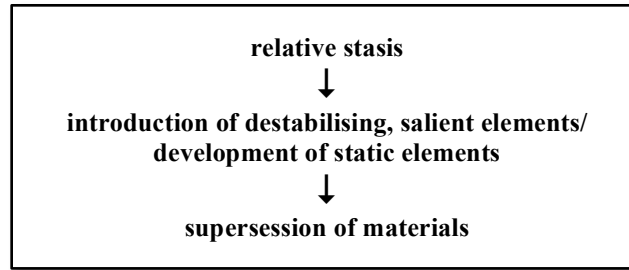 relative stasis
↓
introduction of destabilising, salient elements/
development of static elements
↓
supersession of materials